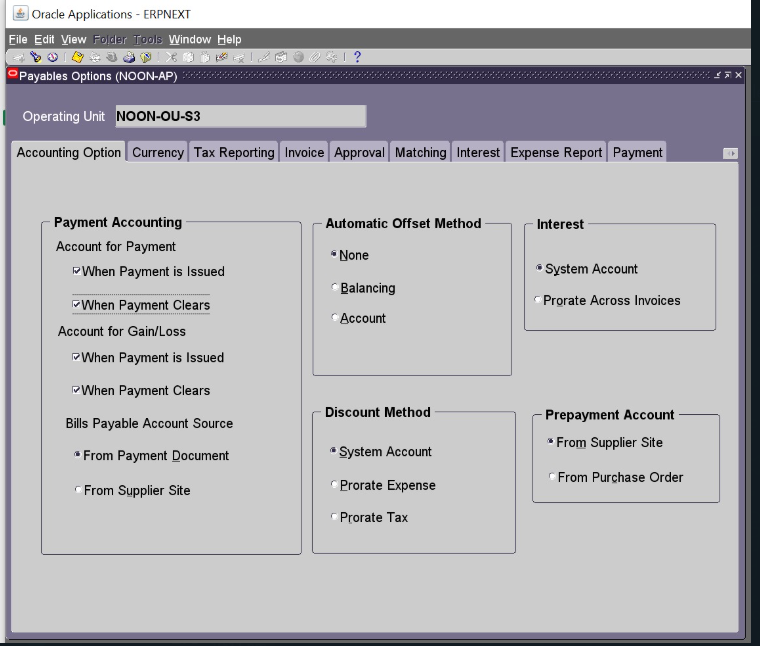 Oracle Applications - ERPNEXT
File Edit View Folder Tools Window Help
Payables Options (NOON-AP)
Operating Unit NOON-OU-S3
Accounting Option Currency Tax Reporting Invoice Approval Matching Interest Expense Report Payment
Payment Accounting
Account for Payment
When Payment is Issued
When Payment Clears
Account for Gain/Loss
When Payment is Issued
When Payment Clears
Bills Payable Account Source
From Payment Document
From Supplier Site
Automatic Offset Method
None
Balancing
Account
Interest
System Account
Prorate Across Invoices
Discount Method
System Account
Prorate Expense
Prorate Tax
Prepayment Account
From Supplier Site
From Purchase Order